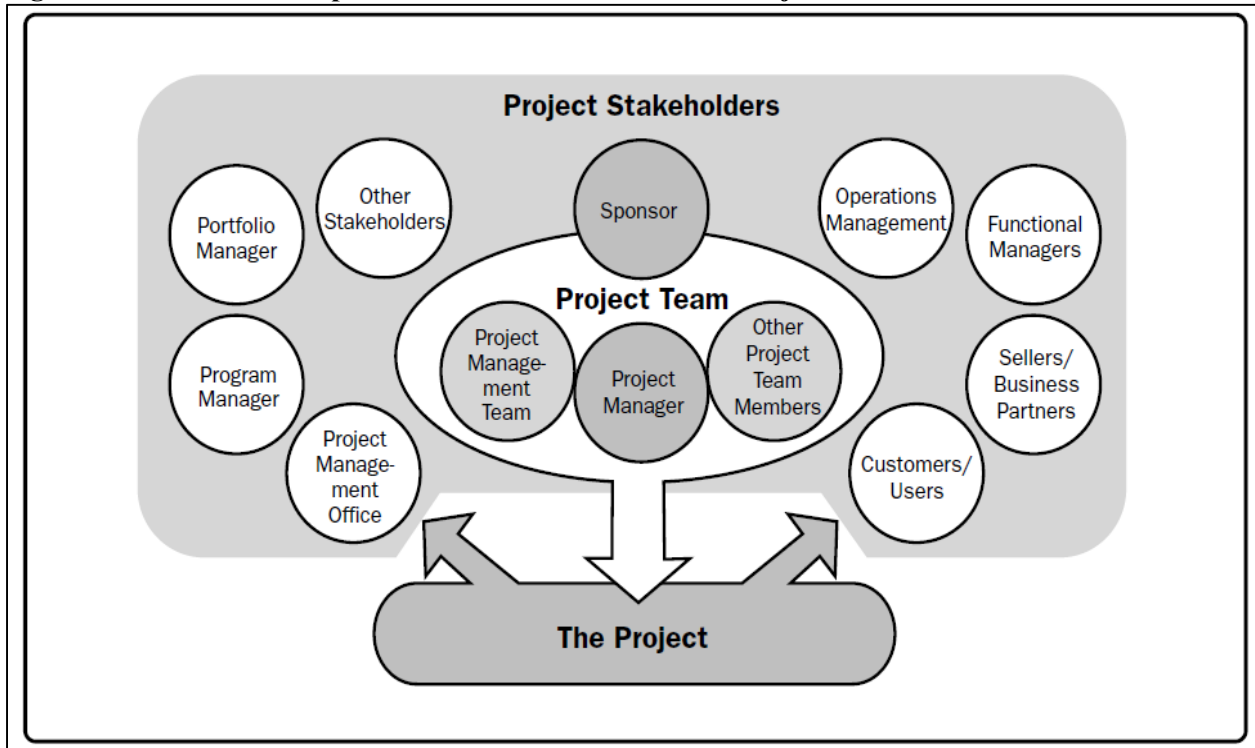 Project Stakeholders
Other
Stakeholders
Portfolio
Manager
Sponsor
Operations
Management
Functional
Managers
Project Team
Project
Manage-
ment
Team
Project
Manager
Other
Project
Team
Members
Program
Manager
Sellers/
Business
Partners
Project
Manage-
ment
Office
Customers/
Users
The Project